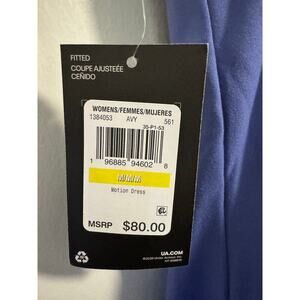 FITTED
COUPE AJUSTEÉE
CEÑIDO
WOMENS/FEMMES/MUJERES
1384053 AVY 561
35-P1-53
1 96885 94602 8
M/M/M
Motion Dress
MSRP $80.00
UA.COM